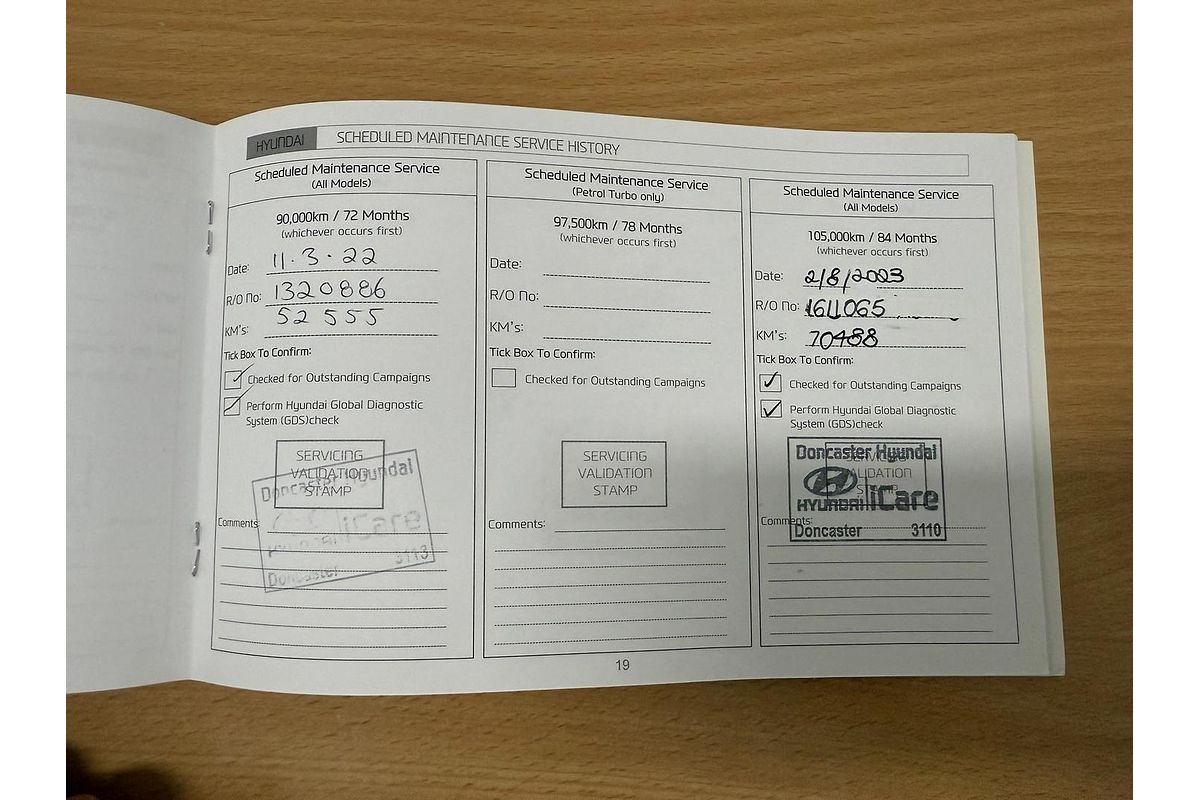 HYUNDAI SCHEDULED MAINTENANCE SERVICE HISTORY
Scheduled Maintenance Service
(All Models)
90,000km / 72 Months
(whichever occurs first)
Date: 11.3.22
R/O No: 1320886
KM's: 52555
Tick Box To Confirm:
Checked for Outstanding Campaigns
Perform Hyundai Global Diagnostic
System (GDS)check
SERVICING
VALIDATION
STAMP
Doncaster Hyundai
iCare
Doncaster
Comments:
Scheduled Maintenance Service
(Petrol Turbo only)
97,500km / 78 Months
(whichever occurs first)
Date:
R/O No:
KM's:
Tick Box To Confirm:
Checked for Outstanding Campaigns
SERVICING
VALIDATION
STAMP
Comments:
Scheduled Maintenance Service
(All Models)
105,000km / 84 Months
(whichever occurs first)
Date: 2/8/2023
R/O No: 1611065
KM's: 70488
Tick Box To Confirm:
Checked for Outstanding Campaigns
Perform Hyundai Global Diagnostic
System (GDS)check
SERVICING
VALIDATION
STAMP
Doncaster Hyundai
HYUNDAI iCare
Doncaster 3110
Comments:
19